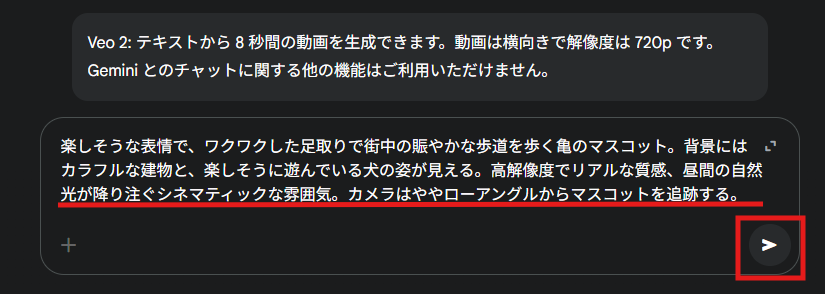 Veo 2: テキストから 8 秒間の動画を生成できます。動画は横向きで解像度は 720p です。
Gemini とのチャットに関する他の機能はご利用いただけません。
楽しそうな表情で、ワクワクした足取りで街中の賑やかな歩道を歩く亀のマスコット。背景には
カラフルな建物と、楽しそうに遊んでいる犬の姿が見える。高解像度でリアルな質感、昼間の自然
光が降り注ぐシネマティックな雰囲気。カメラはややローアングルからマスコットを追跡する。